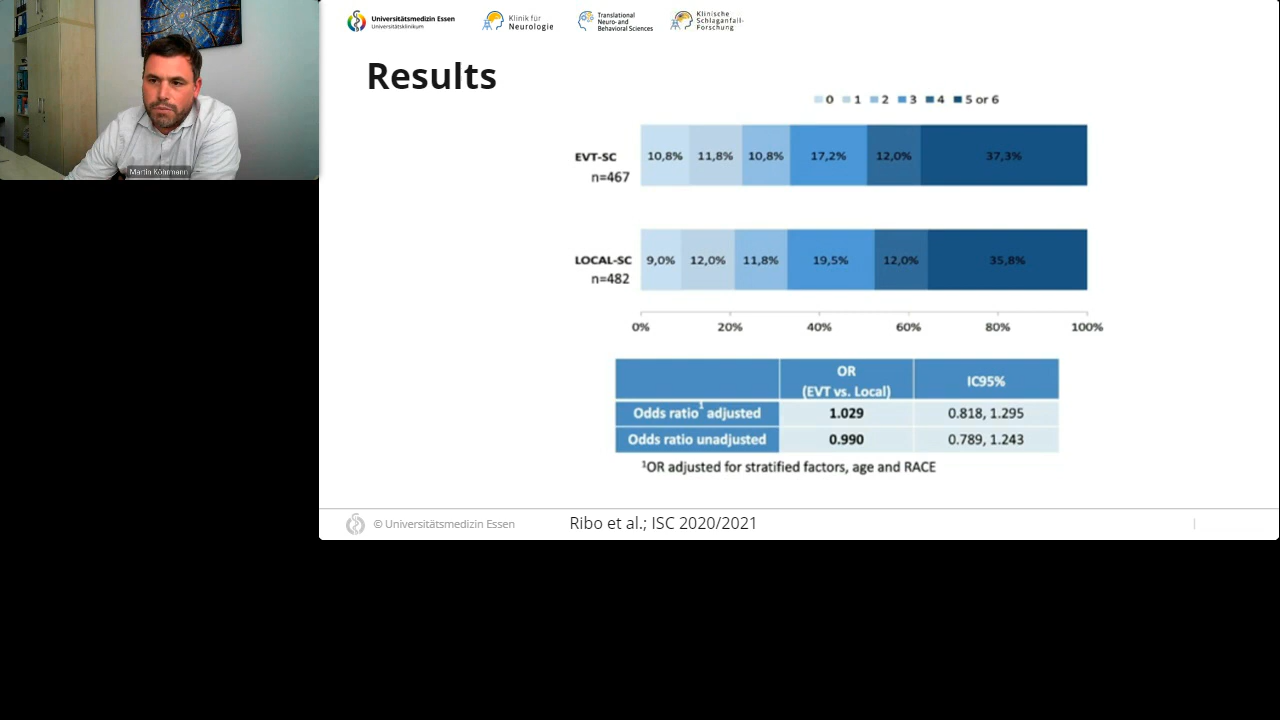 Martin Köhrmann
Universitätsmedizin Essen
Universitätsklinikum
Klinik für
Neurologie
Translational
Neuro- and
Behavioral Sciences
Klinische
Schlaganfall-
Forschung
Results
0 1 2 3 4 5 or 6
EVT-SC
n=467
10,8% 11,8% 10,8% 17,2% 12,0% 37,3%
LOCAL-SC
n=482
9,0% 12,0% 11,8% 19,5% 12,0% 35,8%
0% 20% 40% 60% 80% 100%
OR
(EVT vs. Local)
IC95%
Odds ratio¹ adjusted 1.029 0.818, 1.295
Odds ratio unadjusted 0.990 0.789, 1.243
¹OR adjusted for stratified factors, age and RACE
© Universitätsmedizin Essen
Ribo et al.; ISC 2020/2021